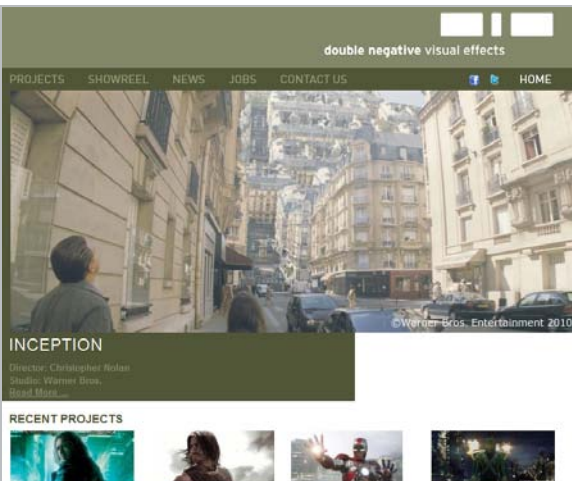 double negative visual effects
PROJECTS SHOWREEL NEWS JOBS CONTACT US HOME
©Warner Bros. Entertainment 2010
INCEPTION
Director: Christopher Nolan
Studio: Warner Bros.
Read More ...
RECENT PROJECTS